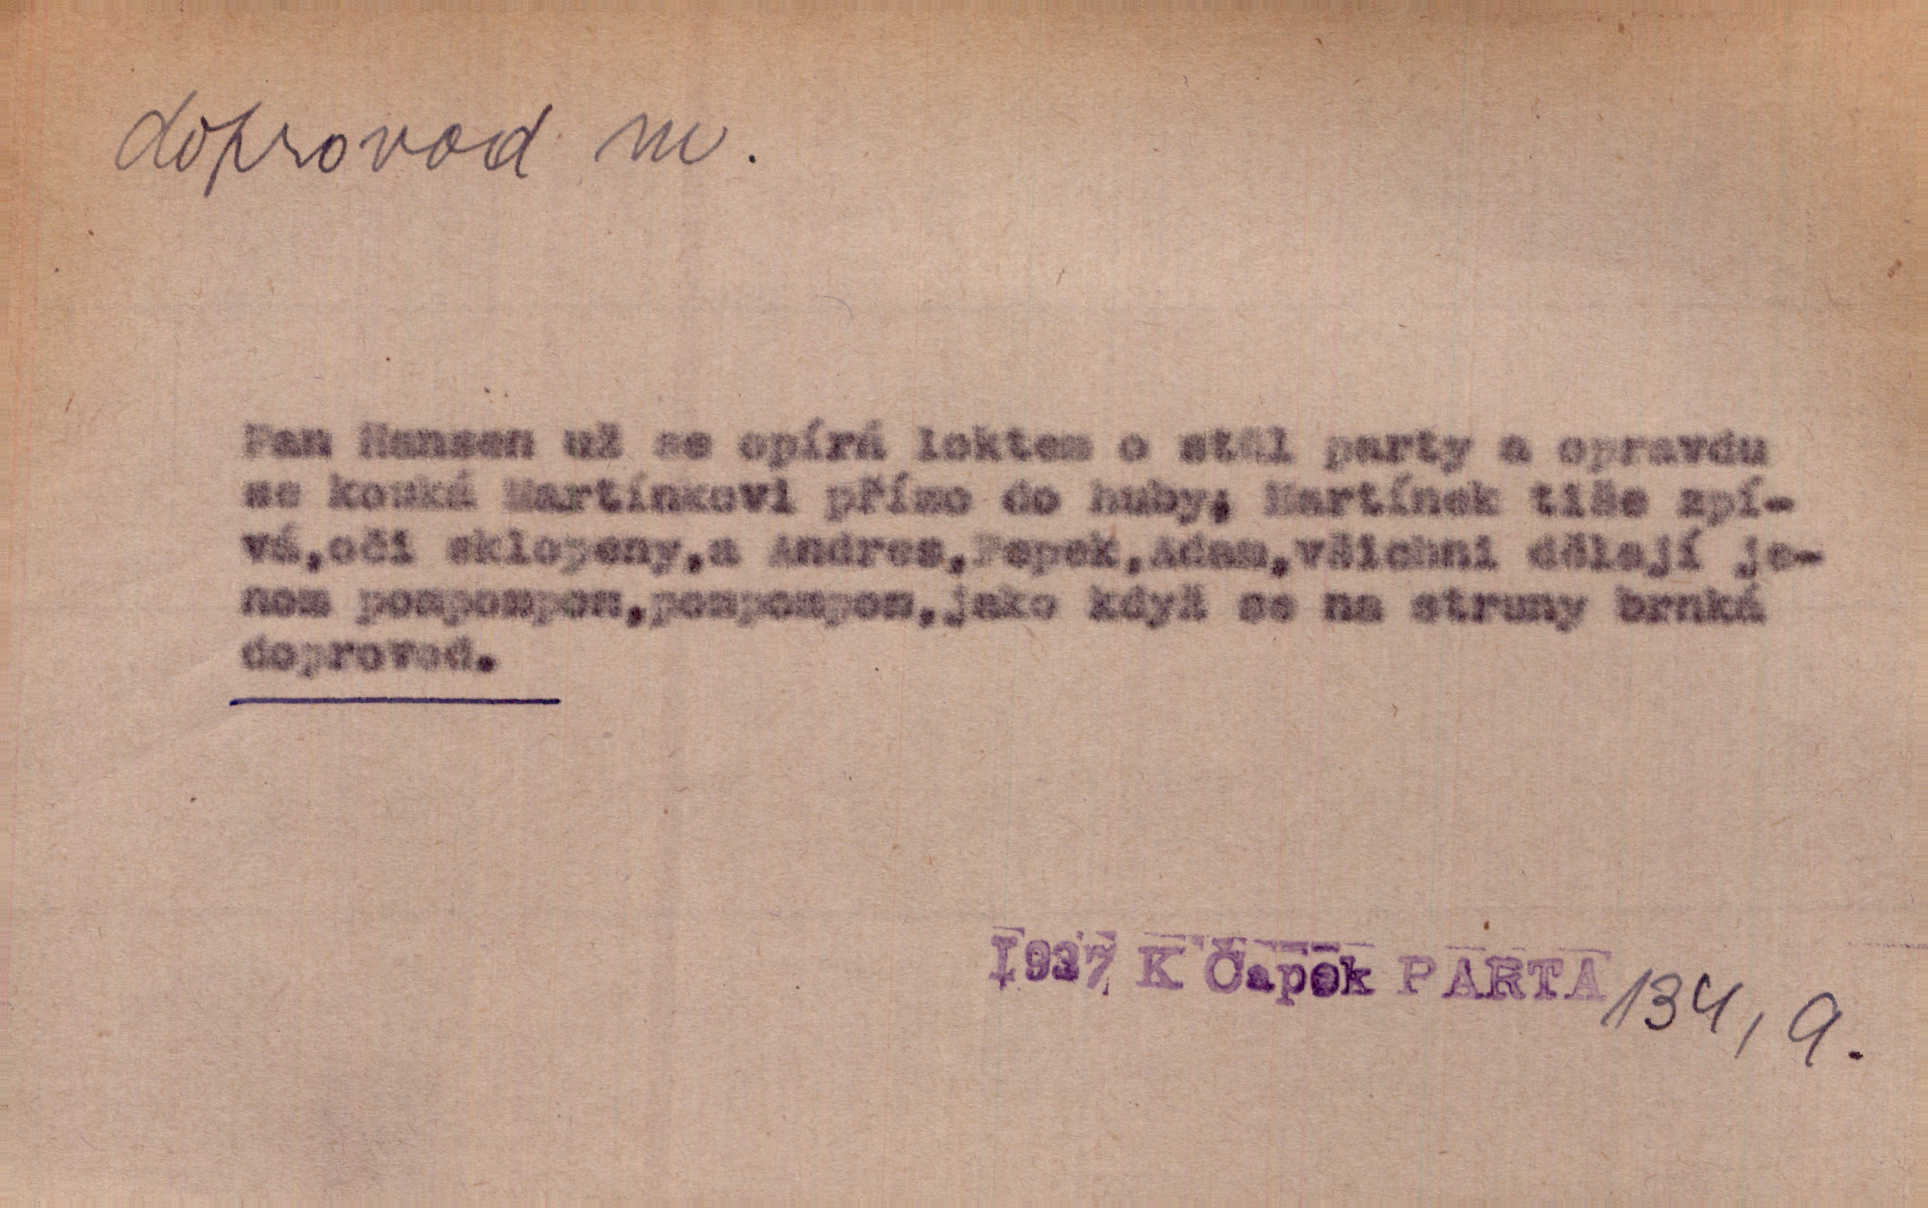 doprovod m.
Pan Hansen už se opírá loktem o stůl party a opravdu
se kouká Martínkovi přímo do huby; Martínek tiše zpí-
vá,oči sklopeny,a Andres,Pepek,Adam,všichni dělají je-
nom pompompom,pompompom,jako když se na struny brnká
doprovod.
1937 K Čapek PARTA 134, 9.